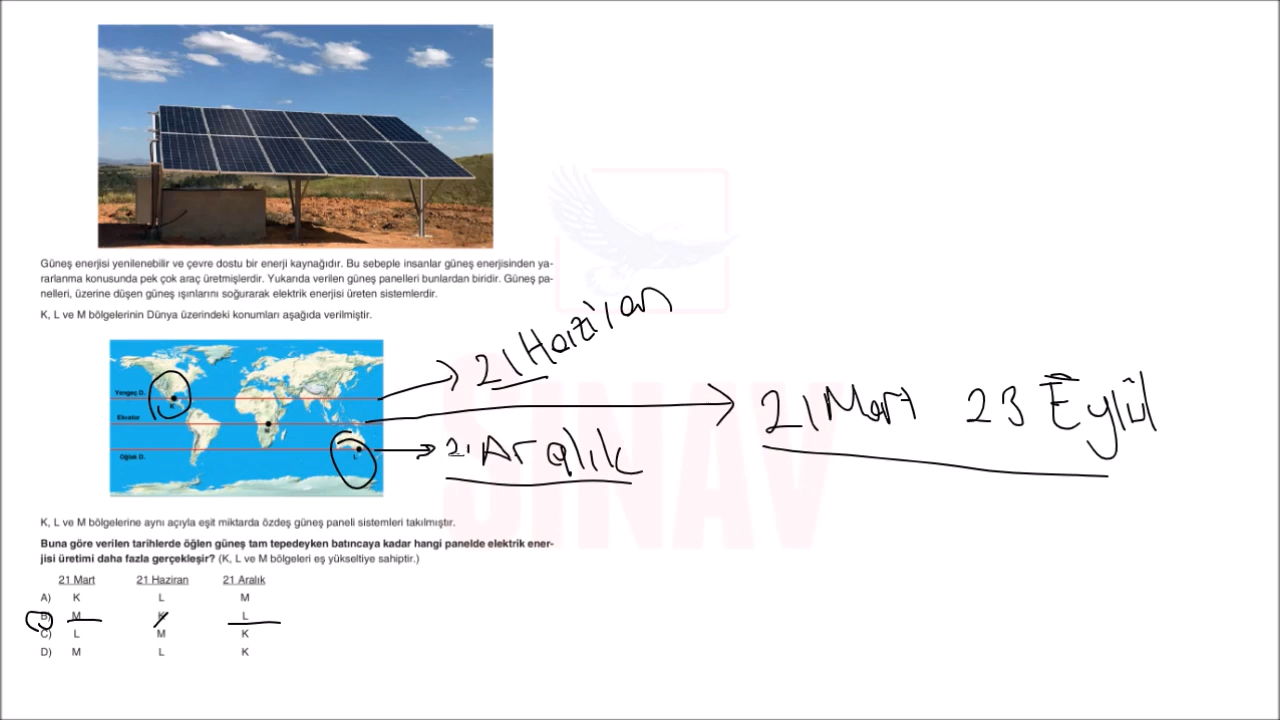 Güneş enerjisi yenilenebilir ve çevre dostu bir enerji kaynağıdır. Bu sebeple insanlar güneş enerjisinden ya-
rarlanma konusunda pek çok araç üretmişlerdir. Yukarıda verilen güneş panelleri bunlardan biridir. Güneş pa-
nelleri, üzerine düşen güneş ışınlarını soğurarak elektrik enerjisi üreten sistemlerdir.
K, L ve M bölgelerinin Dünya üzerindeki konumları aşağıda verilmiştir.
Yengeç D.
K
Ekvator
M
Oğlak D.
L
21 Haziran
21 Mart 23 Eylül
21 Aralık
SINAV
K, L ve M bölgelerine aynı açıyla eşit miktarda özdeş güneş paneli sistemleri takılmıştır.
Buna göre verilen tarihlerde öğlen güneş tam tepedeyken batıncaya kadar hangi panelde elektrik ener-
jisi üretimi daha fazla gerçekleşir? (K, L ve M bölgeleri eş yükseltiye sahiptir.)
21 Mart 21 Haziran 21 Aralık
A) K L M
B) M K L
C) L M K
D) M L K